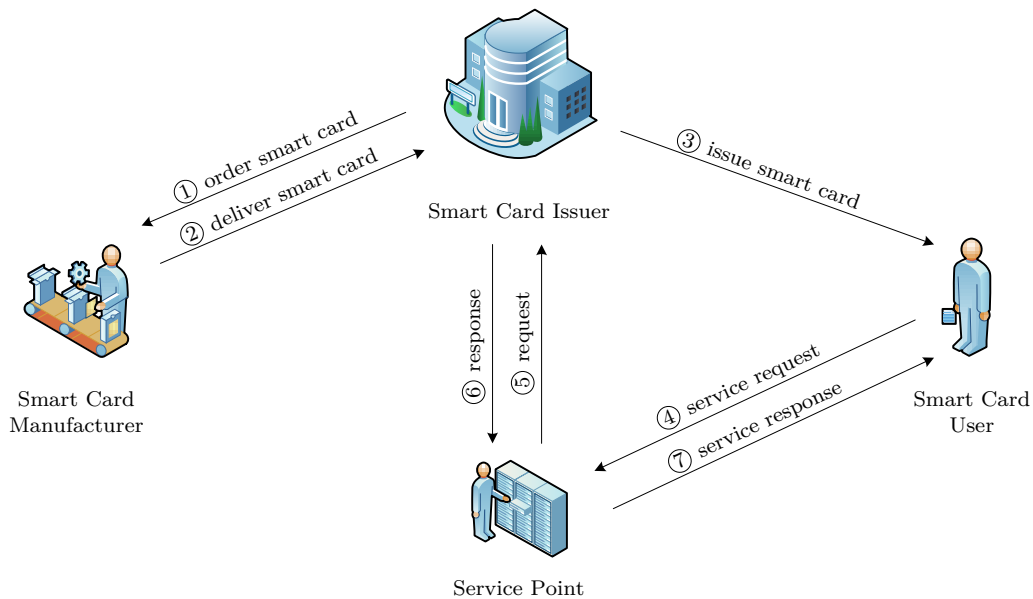 ① order smart card
② deliver smart card
③ issue smart card
Smart Card Issuer
⑥ response
⑤ request
④ service request
⑦ service response
Smart Card
Manufacturer
Smart Card
User
Service Point